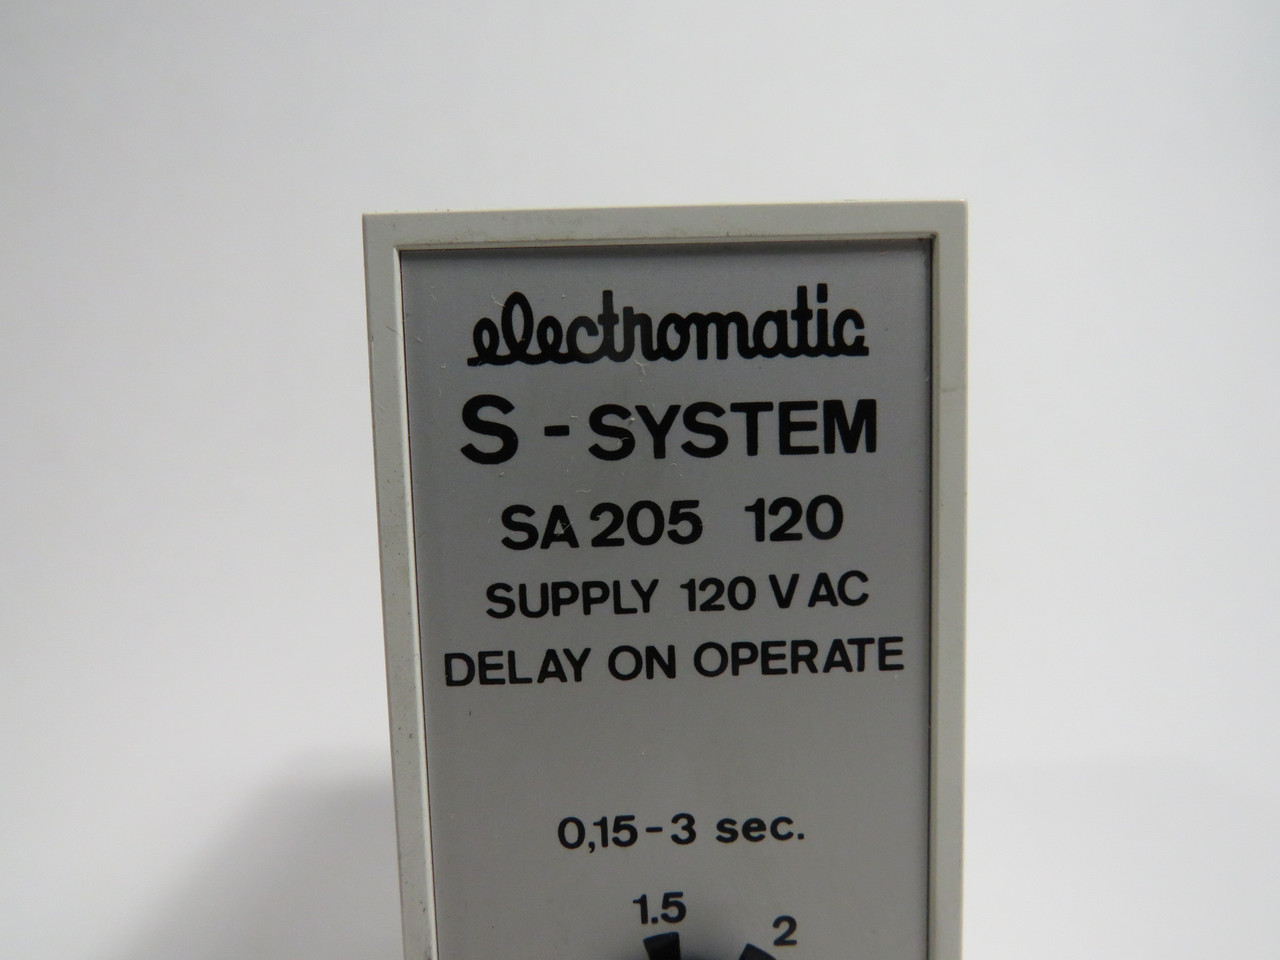 electromatic
S - SYSTEM
SA 205 120
SUPPLY 120 V AC
DELAY ON OPERATE
0,15 - 3 sec.
1.5
2